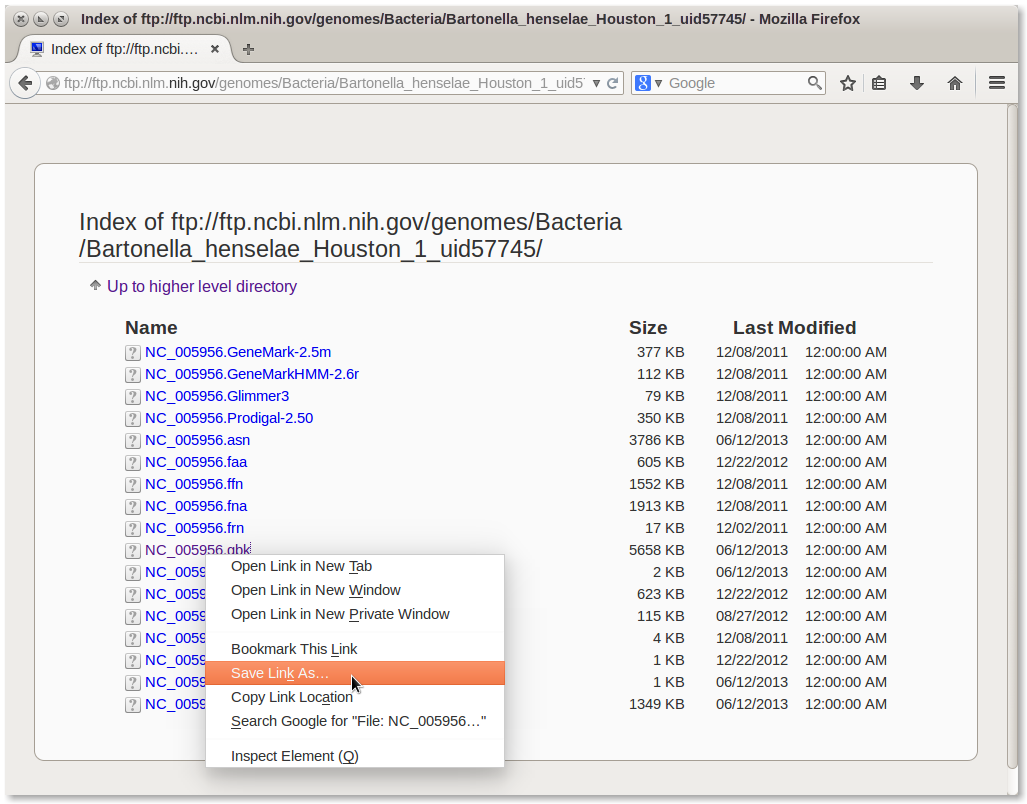 Index of ftp://ftp.ncbi.nlm.nih.gov/genomes/Bacteria/Bartonella_henselae_Houston_1_uid57745/ - Mozilla Firefox
Index of ftp://ftp.ncbi....
ftp://ftp.ncbi.nlm.nih.gov/genomes/Bacteria/Bartonella_henselae_Houston_1_uid5 Google
Index of ftp://ftp.ncbi.nlm.nih.gov/genomes/Bacteria
/Bartonella_henselae_Houston_1_uid57745/
Up to higher level directory
Name Size Last Modified
NC_005956.GeneMark-2.5m 377 KB 12/08/2011 12:00:00 AM
NC_005956.GeneMarkHMM-2.6r 112 KB 12/08/2011 12:00:00 AM
NC_005956.Glimmer3 79 KB 12/08/2011 12:00:00 AM
NC_005956.Prodigal-2.50 350 KB 12/08/2011 12:00:00 AM
NC_005956.asn 3786 KB 06/12/2013 12:00:00 AM
NC_005956.faa 605 KB 12/22/2012 12:00:00 AM
NC_005956.ffn 1552 KB 12/08/2011 12:00:00 AM
NC_005956.fna 1913 KB 12/08/2011 12:00:00 AM
NC_005956.frn 17 KB 12/02/2011 12:00:00 AM
NC_005956.gbk 5658 KB 06/12/2013 12:00:00 AM
NC_0059 2 KB 06/12/2013 12:00:00 AM
NC_0059 623 KB 12/22/2012 12:00:00 AM
NC_0059 115 KB 08/27/2012 12:00:00 AM
NC_0059 4 KB 12/08/2011 12:00:00 AM
NC_0059 1 KB 12/22/2012 12:00:00 AM
NC_0059 1 KB 06/12/2013 12:00:00 AM
NC_0059 1349 KB 06/12/2013 12:00:00 AM
Open Link in New Tab
Open Link in New Window
Open Link in New Private Window
Bookmark This Link
Save Link As...
Copy Link Location
Search Google for "File: NC_005956..."
Inspect Element (Q)